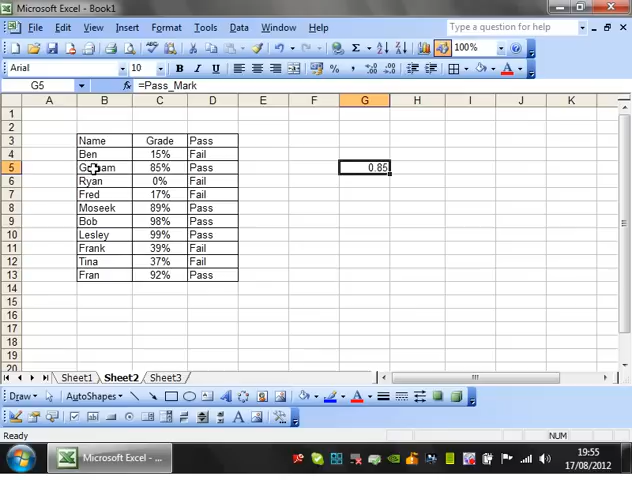 Microsoft Excel - Book1
File Edit View Insert Format Tools Data Window Help Type a question for help
100%
Arial 10 B I U
G5 fx =Pass_Mark
A B C D E F G H I J K
1
2
3 Name Grade Pass
4 Ben 15% Fail
5 85% Pass 0.85
6 Ryan 0% Fail
7 Fred 17% Fail
8 Moseek 89% Pass
9 Bob 98% Pass
10 Lesley 99% Pass
11 Frank 39% Fail
12 Tina 37% Fail
13 Fran 92% Pass
14
15
16
17
18
19
20
Sheet1 Sheet2 Sheet3
Draw AutoShapes
Ready NUM
Microsoft Excel - ... 19:55
17/08/2012